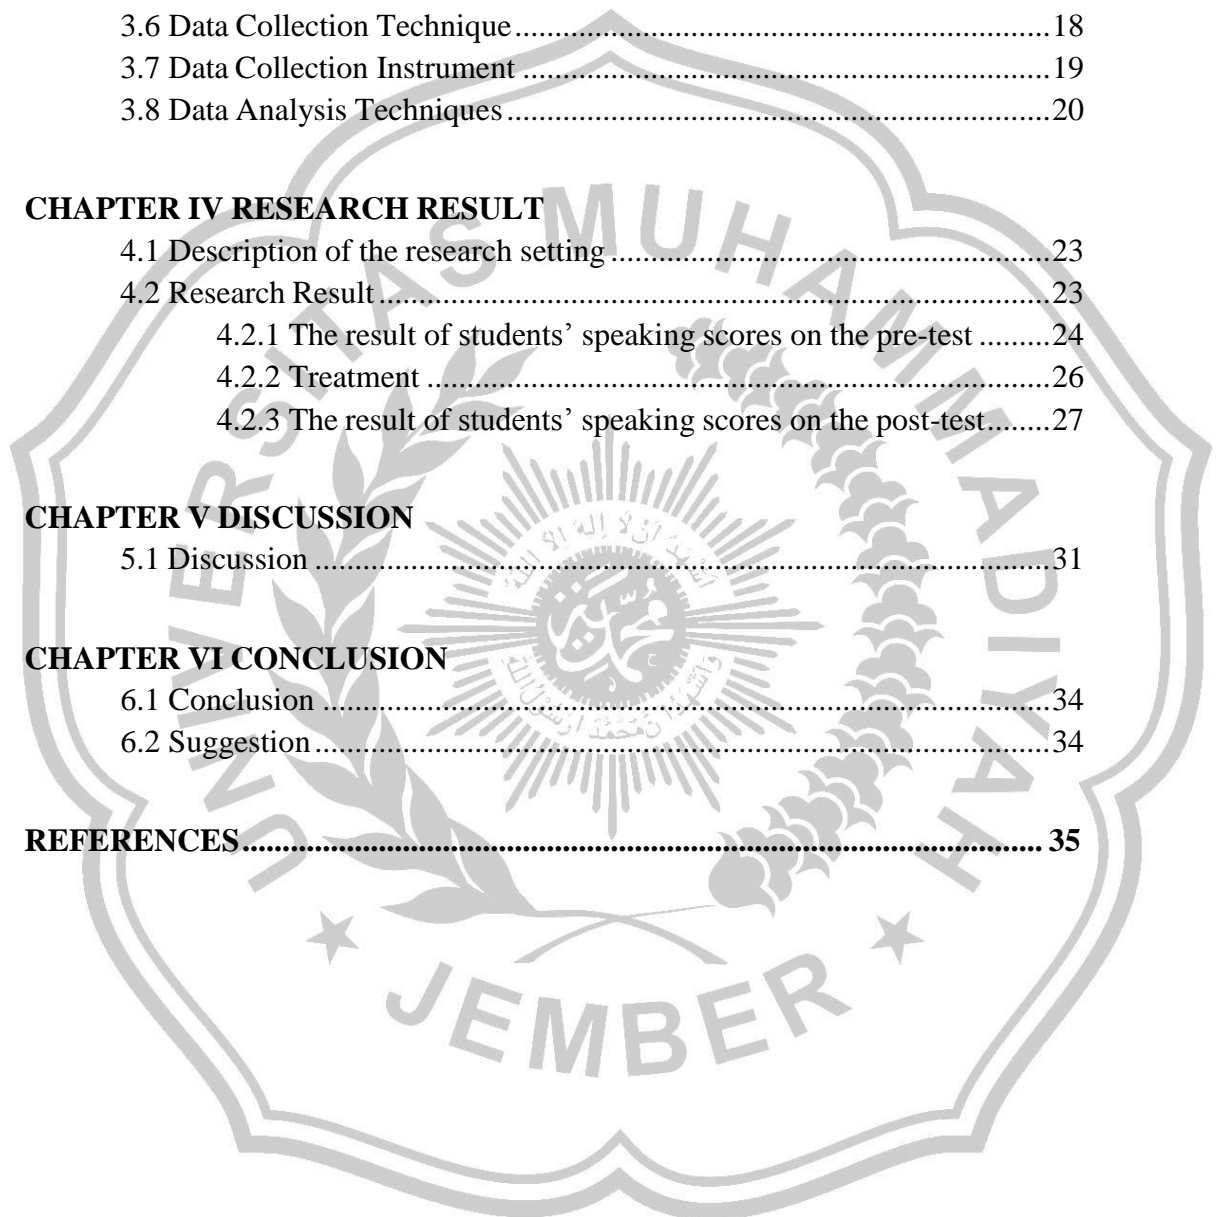 3.6 Data Collection Technique..................................................................18
3.7 Data Collection Instrument .................................................................19
3.8 Data Analysis Techniques...................................................................20
CHAPTER IV RESEARCH RESULT
4.1 Description of the research setting......................................................23
4.2 Research Result...................................................................................23
4.2.1 The result of students’ speaking scores on the pre-test .........24
4.2.2 Treatment .............................................................................26
4.2.3 The result of students’ speaking scores on the post-test........27
CHAPTER V DISCUSSION
5.1 Discussion ...........................................................................................31
CHAPTER VI CONCLUSION
6.1 Conclusion ..........................................................................................34
6.2 Suggestion...........................................................................................34
REFERENCES.................................................................................................. 35
UNIVERSITAS MUHAMMADIYAH
JEMBER